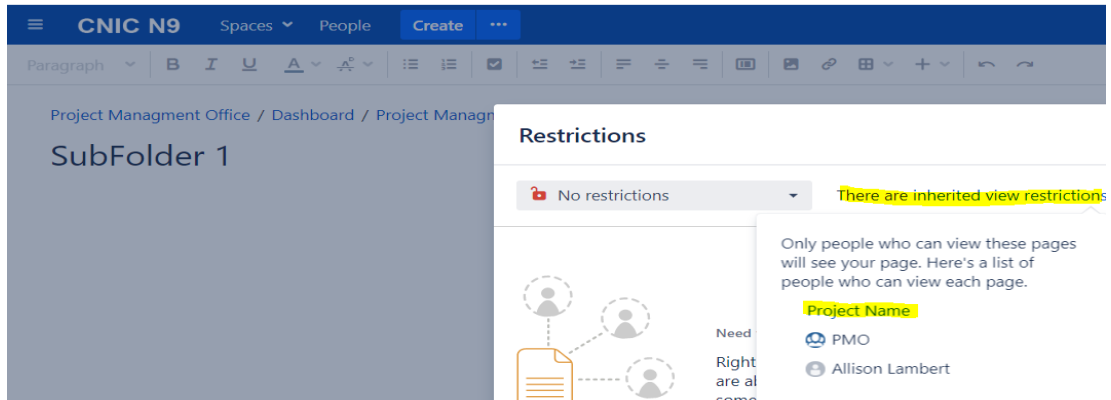 CNIC N9 Spaces People Create
Paragraph B I U A
Project Managment Office / Dashboard / Project Managm
SubFolder 1
Restrictions
No restrictions
There are inherited view restrictions
Only people who can view these pages
will see your page. Here's a list of
people who can view each page.
Project Name
PMO
Allison Lambert
Need
Right
are